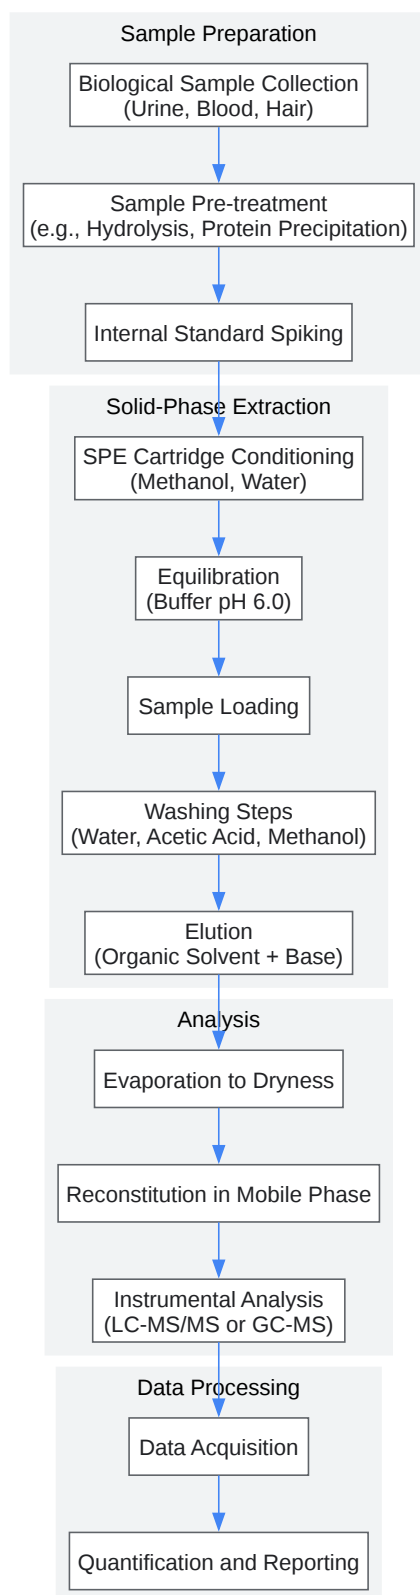 Sample Preparation
Biological Sample Collection
(Urine, Blood, Hair)
Sample Pre-treatment
(e.g., Hydrolysis, Protein Precipitation)
Internal Standard Spiking
Solid-Phase Extraction
SPE Cartridge Conditioning
(Methanol, Water)
Equilibration
(Buffer pH 6.0)
Sample Loading
Washing Steps
(Water, Acetic Acid, Methanol)
Elution
(Organic Solvent + Base)
Analysis
Evaporation to Dryness
Reconstitution in Mobile Phase
Instrumental Analysis
(LC-MS/MS or GC-MS)
Data Processing
Data Acquisition
Quantification and Reporting